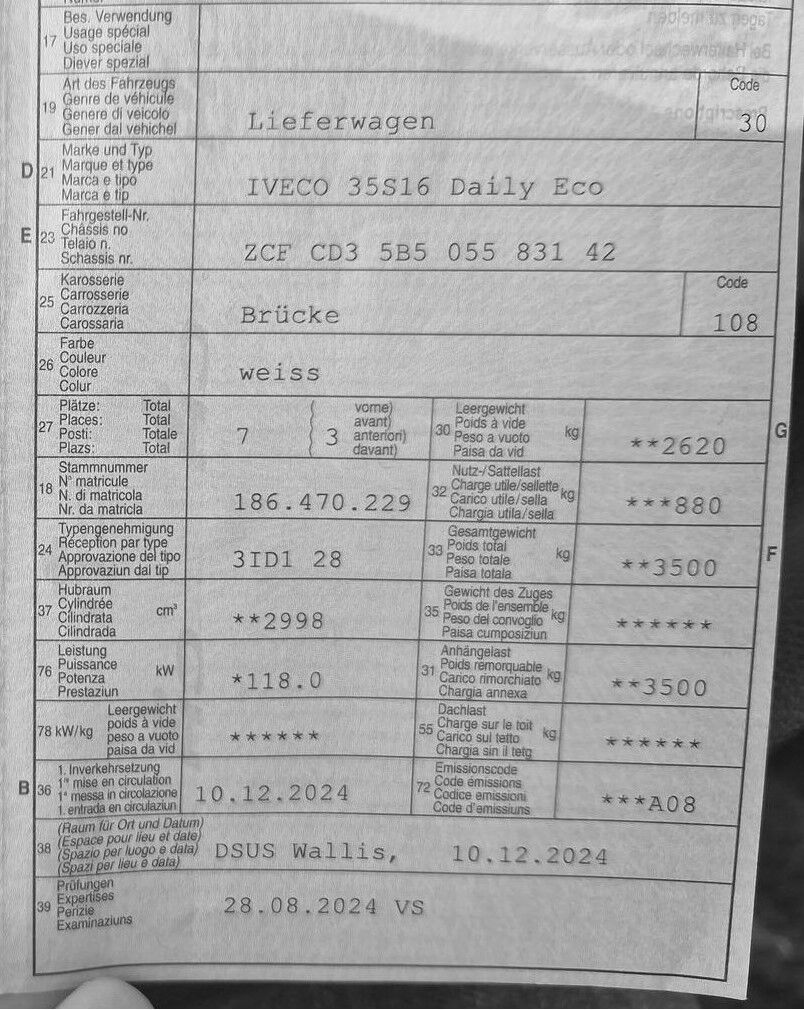 17 Bes. Verwendung
Usage spécial
Uso speciale
Diever spezial
19 Art des Fahrzeugs
Genre de véhicule
Genere di veicolo
Gener dal vehichel
Lieferwagen
Code
30
D 21 Marke und Typ
Marque et type
Marca e tipo
Marca e tip
IVECO 35S16 Daily Eco
E 23 Fahrgestell-Nr.
Châssis no
Telaio n.
Schassis nr.
ZCF CD3 5B5 055 831 42
25 Karosserie
Carrosserie
Carrozzeria
Carossaria
Brücke
Code
108
26 Farbe
Couleur
Colore
Colur
weiss
27 Plätze: Total
Places: Total
Posti: Totale
Plazs: Total
7
( 3 vorne)
avant)
anteriori)
davant)
30 Leergewicht
Poids à vide
Peso a vuoto
Paisa da vid
kg
**2620
G
18 Stammnummer
N° matricule
N. di matricola
Nr. da matricla
186.470.229
32 Nutz-/Sattellast
Charge utile/sellette
Carico utile/sella
Chargia utila/sella
kg
***880
24 Typengenehmigung
Réception par type
Approvazione del tipo
Approvaziun dal tip
3ID1 28
33 Gesamtgewicht
Poids total
Peso totale
Paisa totala
kg
**3500
F
37 Hubraum
Cylindrée
Cilindrata
Cilindrada
cm³
**2998
35 Gewicht des Zuges
Poids de l'ensemble
Peso del convoglio
Paisa cumposiziun
kg
******
76 Leistung
Puissance
Potenza
Prestaziun
kW
*118.0
31 Anhängelast
Poids remorquable
Carico rimorchiato
Chargia annexa
kg
**3500
78 kW/kg Leergewicht
poids à vide
peso a vuoto
paisa da vid
******
55 Dachlast
Charge sur le toit
Carico sul tetto
Chargia sin il tetg
kg
******
B 36 1. Inverkehrsetzung
1re mise en circulation
1a messa in circolazione
1. entrada en circulaziun
10.12.2024
72 Emissionscode
Code émissions
Codice emissioni
Code d'emissiuns
***A08
38 (Raum für Ort und Datum)
(Espace pour lieu et date)
(Spazio per luogo e data)
(Spazi per lieu e data)
DSUS Wallis, 10.12.2024
39 Prüfungen
Expertises
Perizie
Examinaziuns
28.08.2024 VS